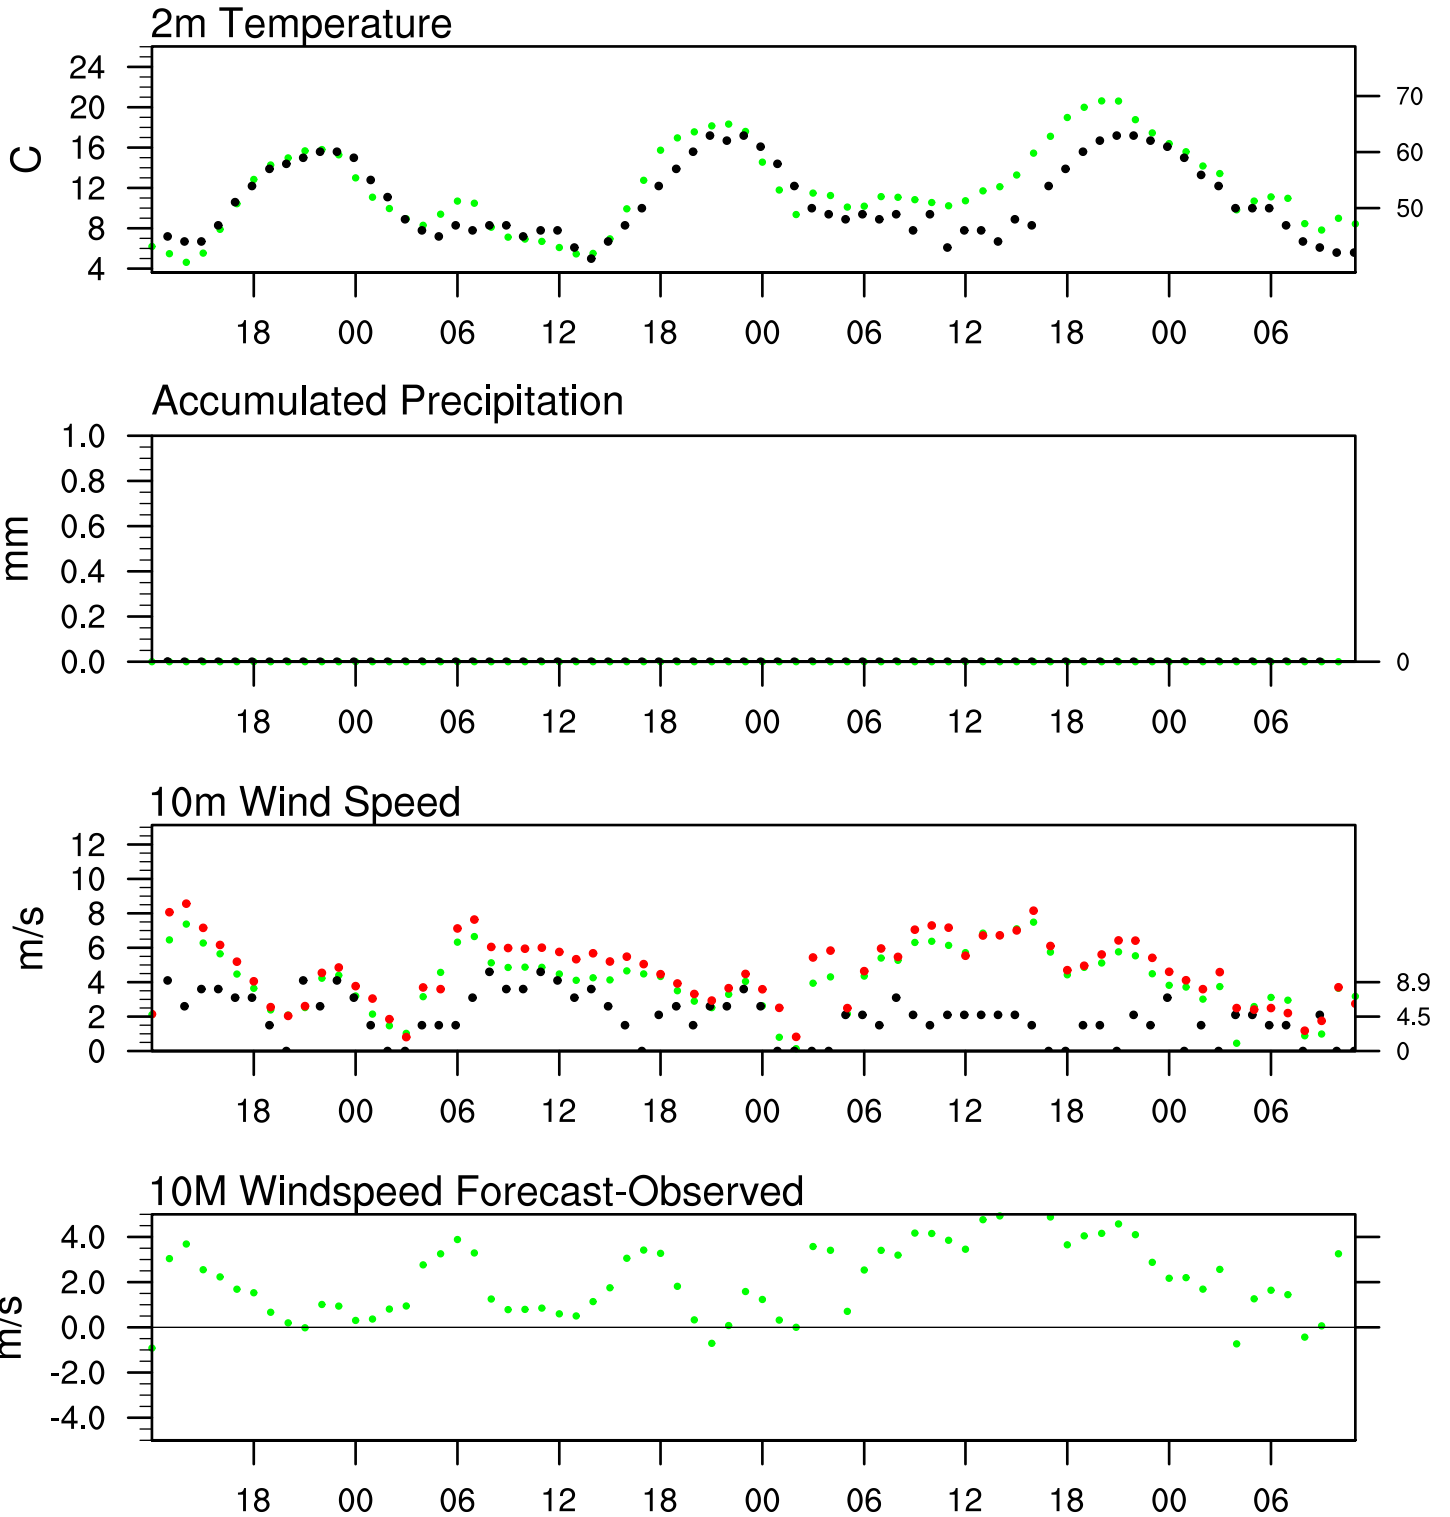 2m Temperature
24
20
16
12
8
4
C
70
60
50
18 00 06 12 18 00 06 12 18 00 06
Accumulated Precipitation
1.0
0.8
0.6
0.4
0.2
0.0
mm
0
18 00 06 12 18 00 06 12 18 00 06
10m Wind Speed
12
10
8
6
4
2
0
m/s
8.9
4.5
0
18 00 06 12 18 00 06 12 18 00 06
10M Windspeed Forecast-Observed
4.0
2.0
0.0
-2.0
-4.0
m/s
18 00 06 12 18 00 06 12 18 00 06